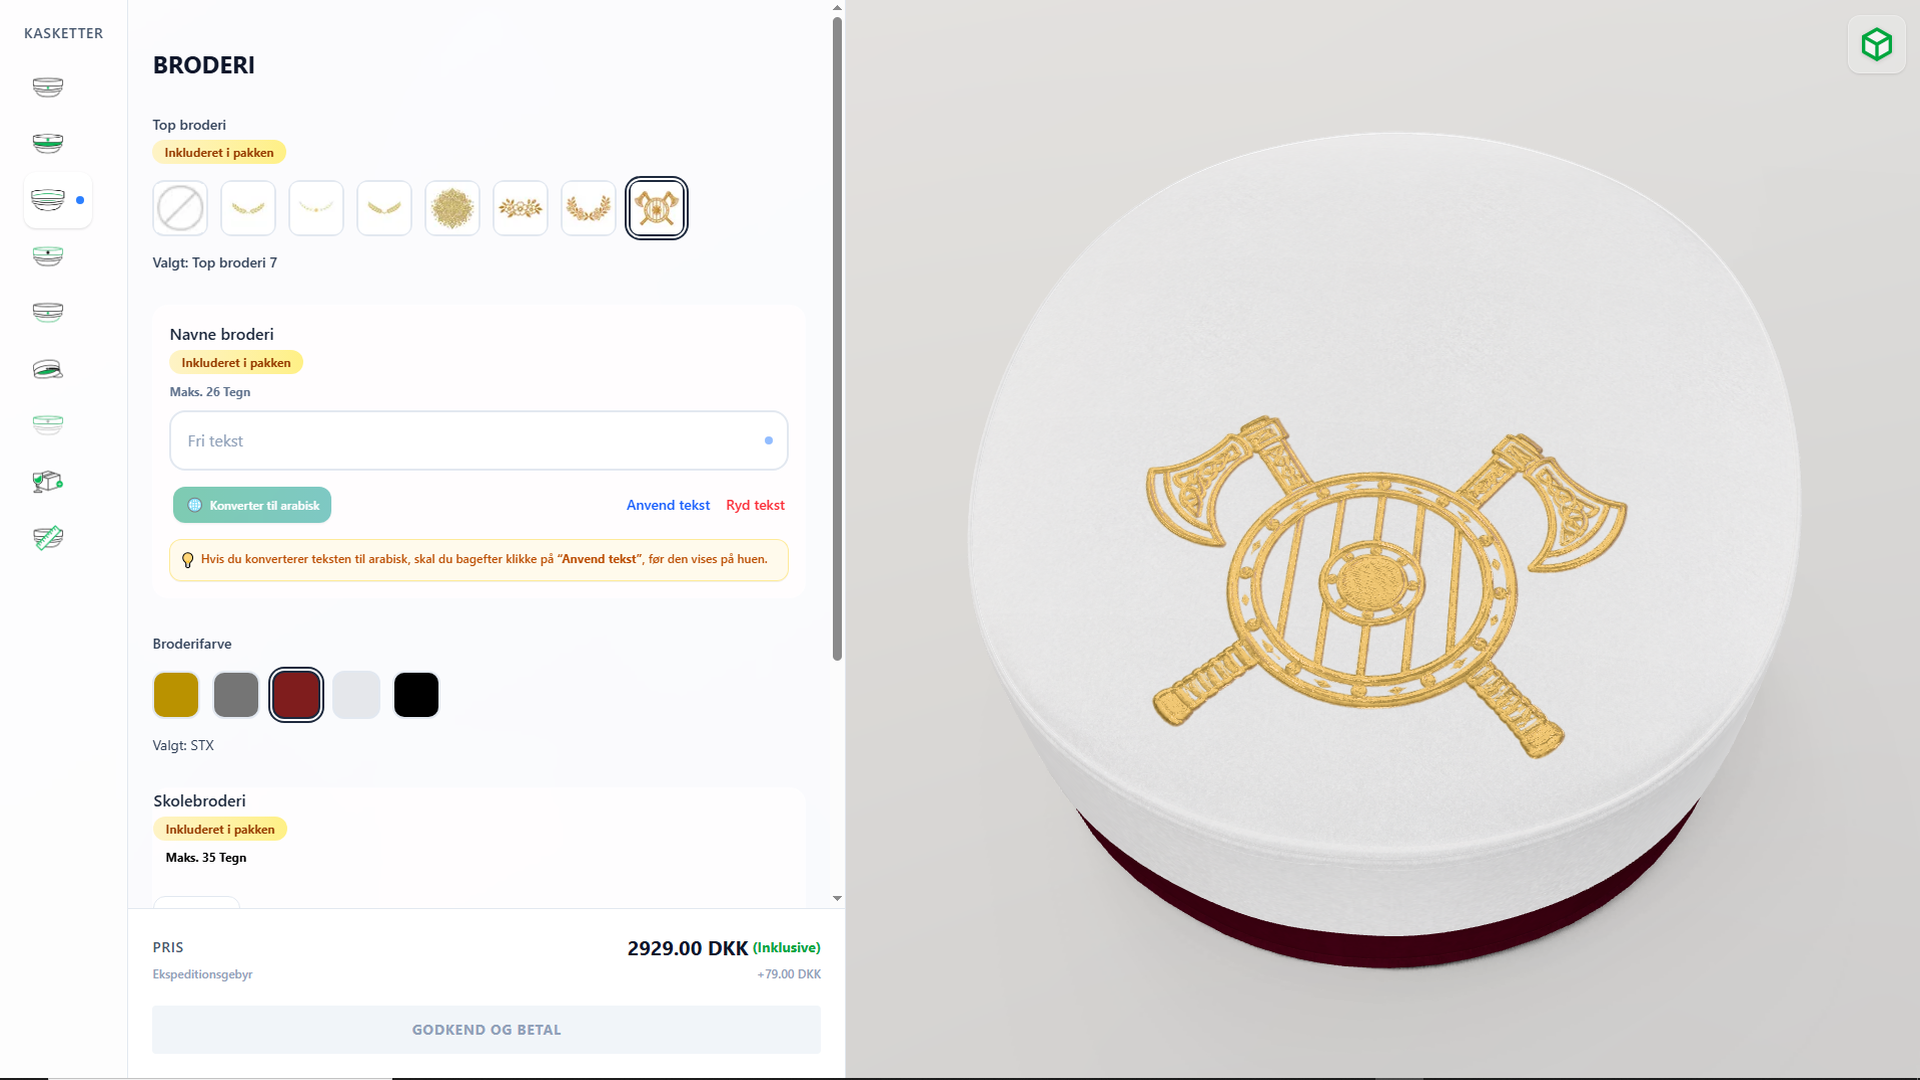 KASKETTER
BRODERI
Top broderi
Inkluderet i pakken
Valgt: Top broderi 7
Navne broderi
Inkluderet i pakken
Maks. 26 Tegn
Fri tekst
Konverter til arabisk
Anvend tekst
Ryd tekst
Hvis du konverterer teksten til arabisk, skal du bagefter klikke på “Anvend tekst”, før den vises på huen.
Broderifarve
Valgt: STX
Skolebroderi
Inkluderet i pakken
Maks. 35 Tegn
PRIS
2929.00 DKK (Inklusive)
Ekspeditionsgebyr
+79.00 DKK
GODKEND OG BETAL